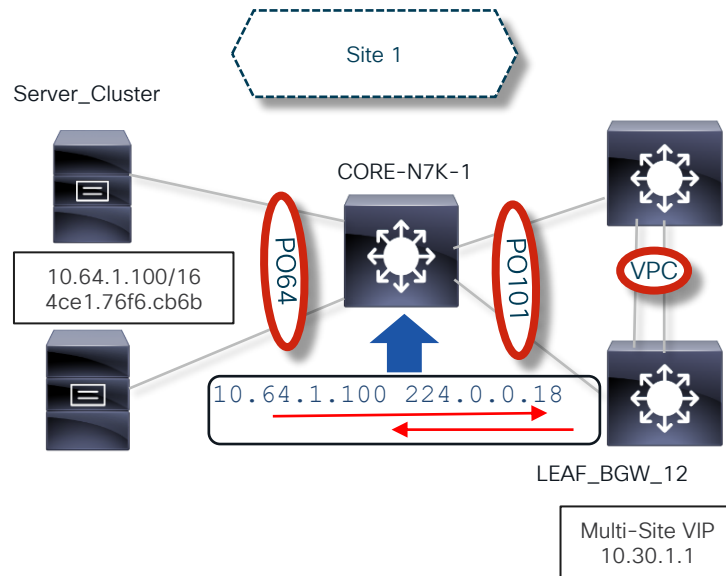 Site 1
Server_Cluster
CORE-N7K-1
PO64
PO101
VPC
10.64.1.100/16
4ce1.76f6.cb6b
10.64.1.100 224.0.0.18
LEAF_BGW_12
Multi-Site VIP
10.30.1.1